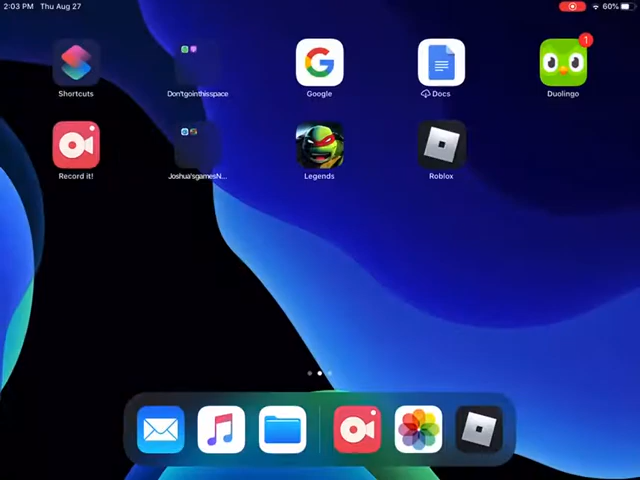 2:03 PM Thu Aug 27 60%
1
Shortcuts Don'tgointhisspace Google Docs Duolingo
Record it! Joshua'sgamesN... Legends Roblox